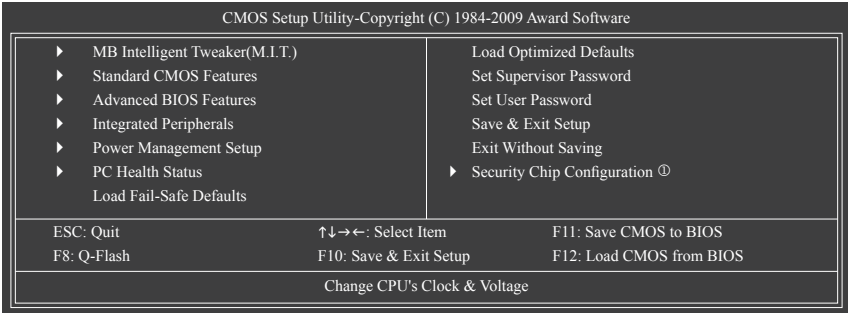 CMOS Setup Utility-Copyright (C) 1984-2009 Award Software
MB Intelligent Tweaker(M.I.T.)
Standard CMOS Features
Advanced BIOS Features
Integrated Peripherals
Power Management Setup
PC Health Status
Load Fail-Safe Defaults
Load Optimized Defaults
Set Supervisor Password
Set User Password
Save & Exit Setup
Exit Without Saving
Security Chip Configuration ①
ESC: Quit
↑↓→←: Select Item
F11: Save CMOS to BIOS
F8: Q-Flash
F10: Save & Exit Setup
F12: Load CMOS from BIOS
Change CPU's Clock & Voltage